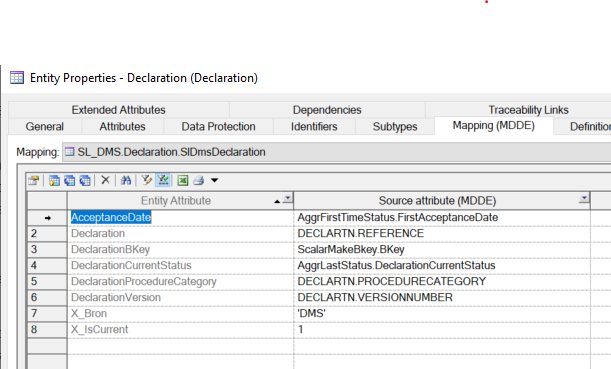 Entity Properties - Declaration (Declaration)
Extended Attributes Dependencies Traceability Links
General Attributes Data Protection Identifiers Subtypes Mapping (MDDE) Definition
Mapping: SL_DMS.Declaration.SlDmsDeclaration
Entity Attribute Source attribute (MDDE)
AcceptanceDate AggrFirstTimeStatus.FirstAcceptanceDate
2 Declaration DECLARTN.REFERENCE
3 DeclarationBKey ScalarMakeBkey.BKey
4 DeclarationCurrentStatus AggrLastStatus.DeclarationCurrentStatus
5 DeclarationProcedureCategory DECLARTN.PROCEDURECATEGORY
6 DeclarationVersion DECLARTN.VERSIONNUMBER
7 X_Bron 'DMS'
8 X_IsCurrent 1